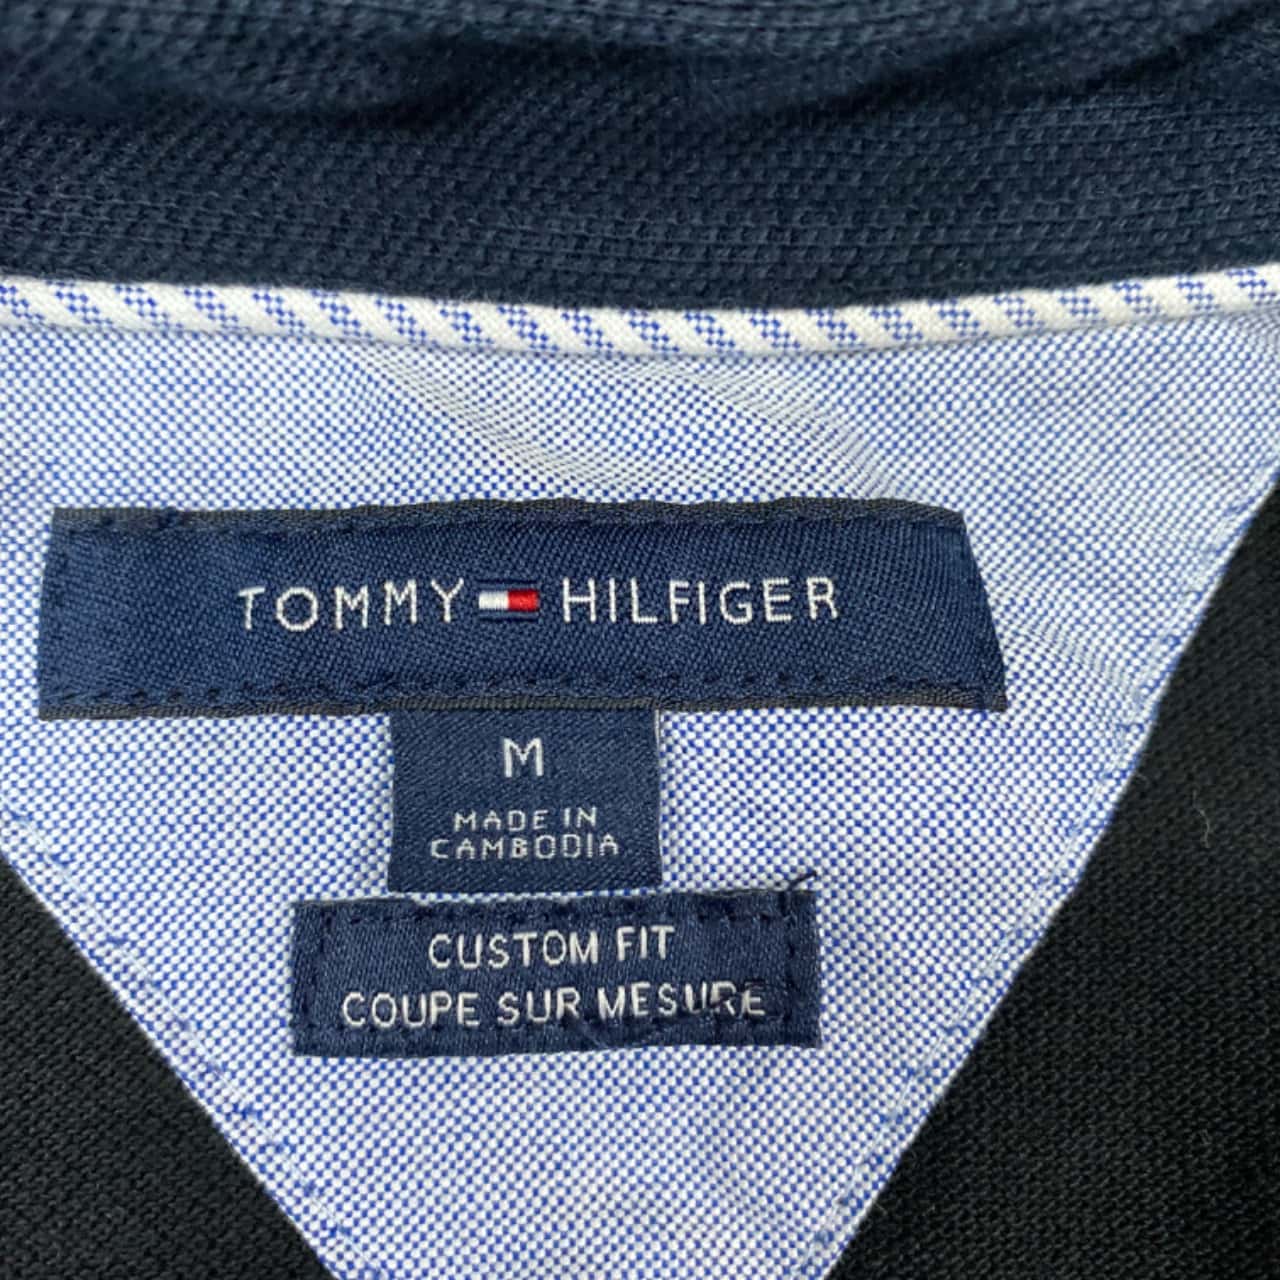 TOMMY HILFIGER
M
MADE IN
CAMBODIA
CUSTOM FIT
COUPE SUR MESURE